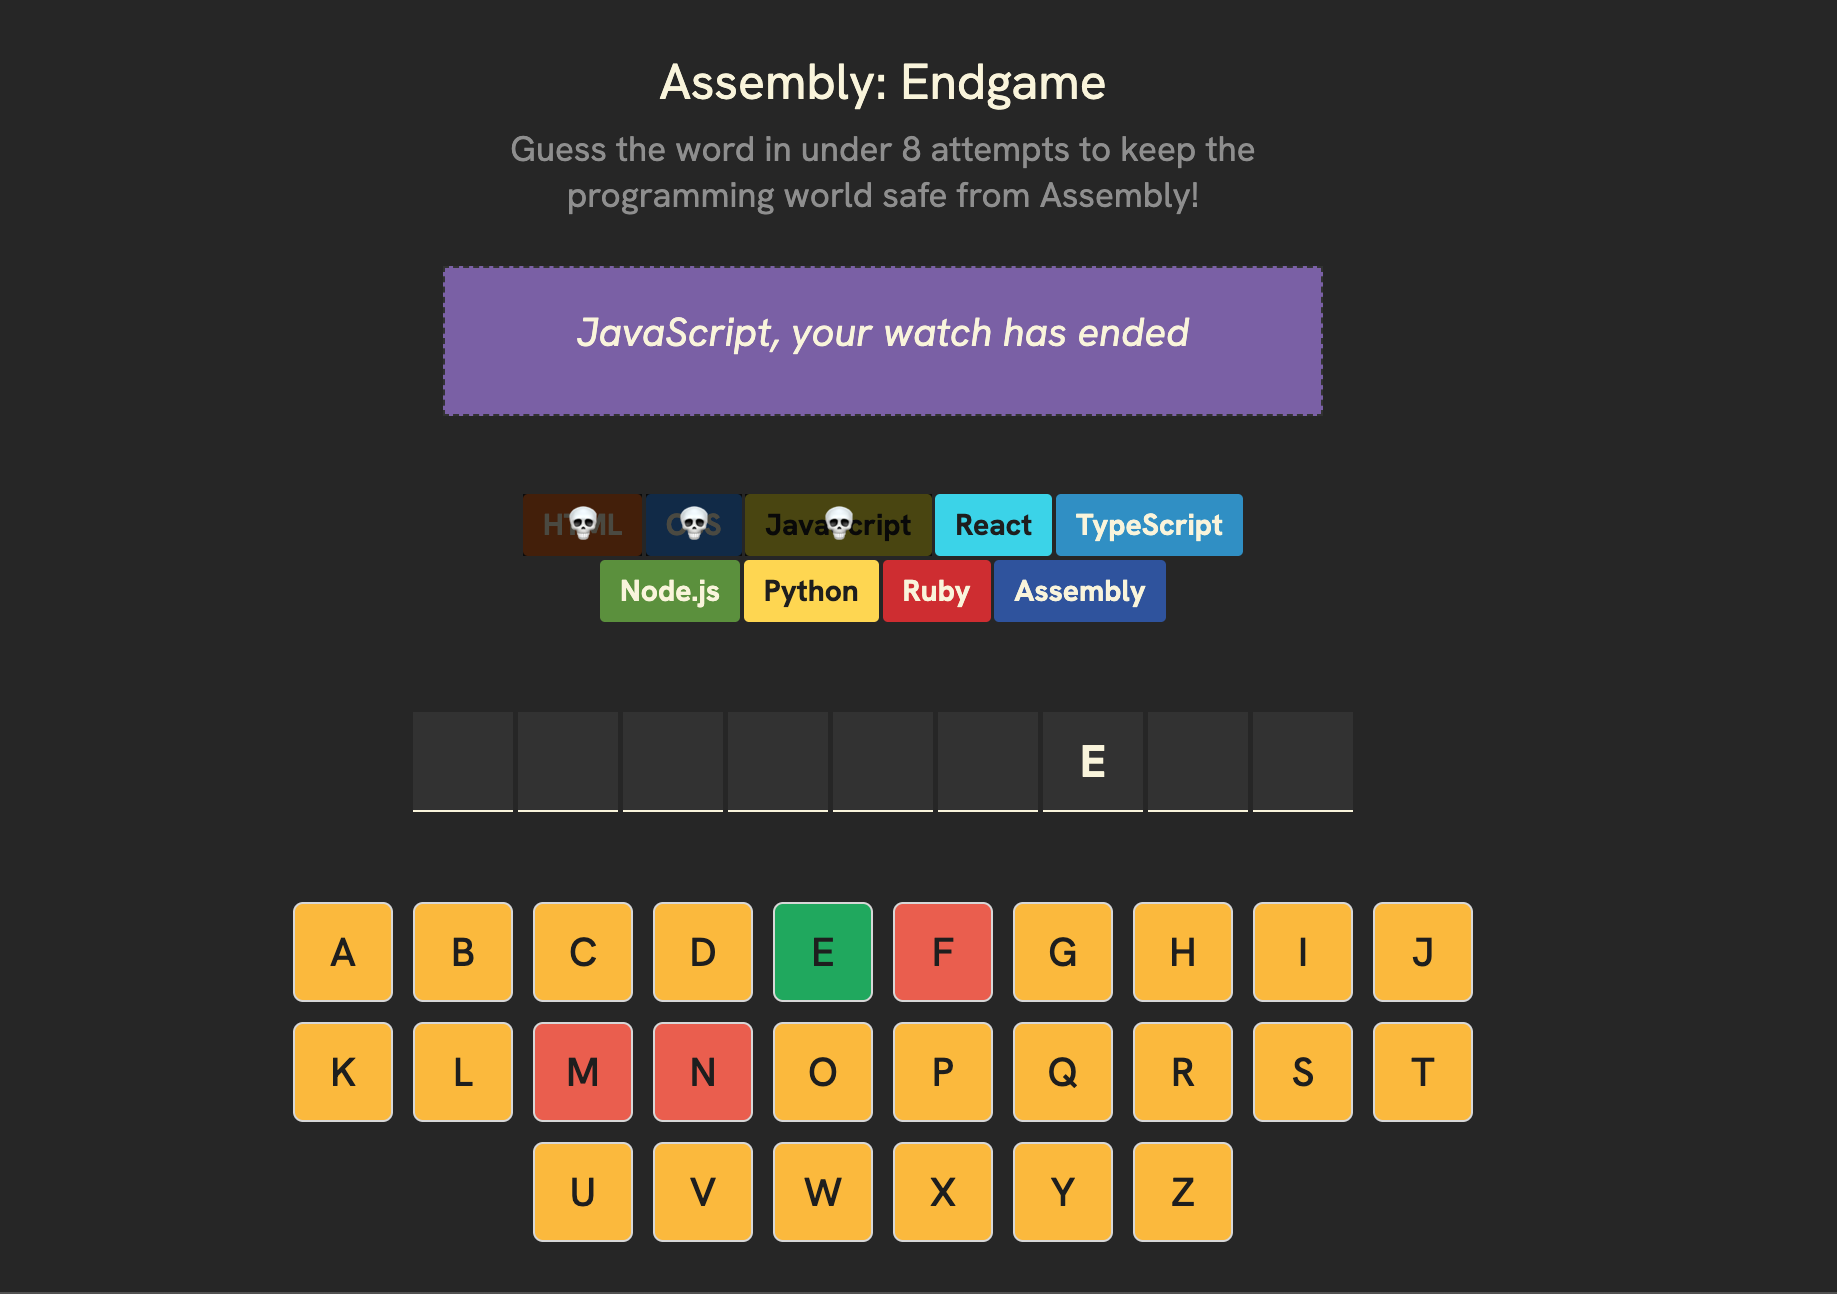 Assembly: Endgame
Guess the word in under 8 attempts to keep the
programming world safe from Assembly!
JavaScript, your watch has ended
HTML CSS JavaScript React TypeScript
Node.js Python Ruby Assembly
E
A B C D E F G H I J
K L M N O P Q R S T
U V W X Y Z